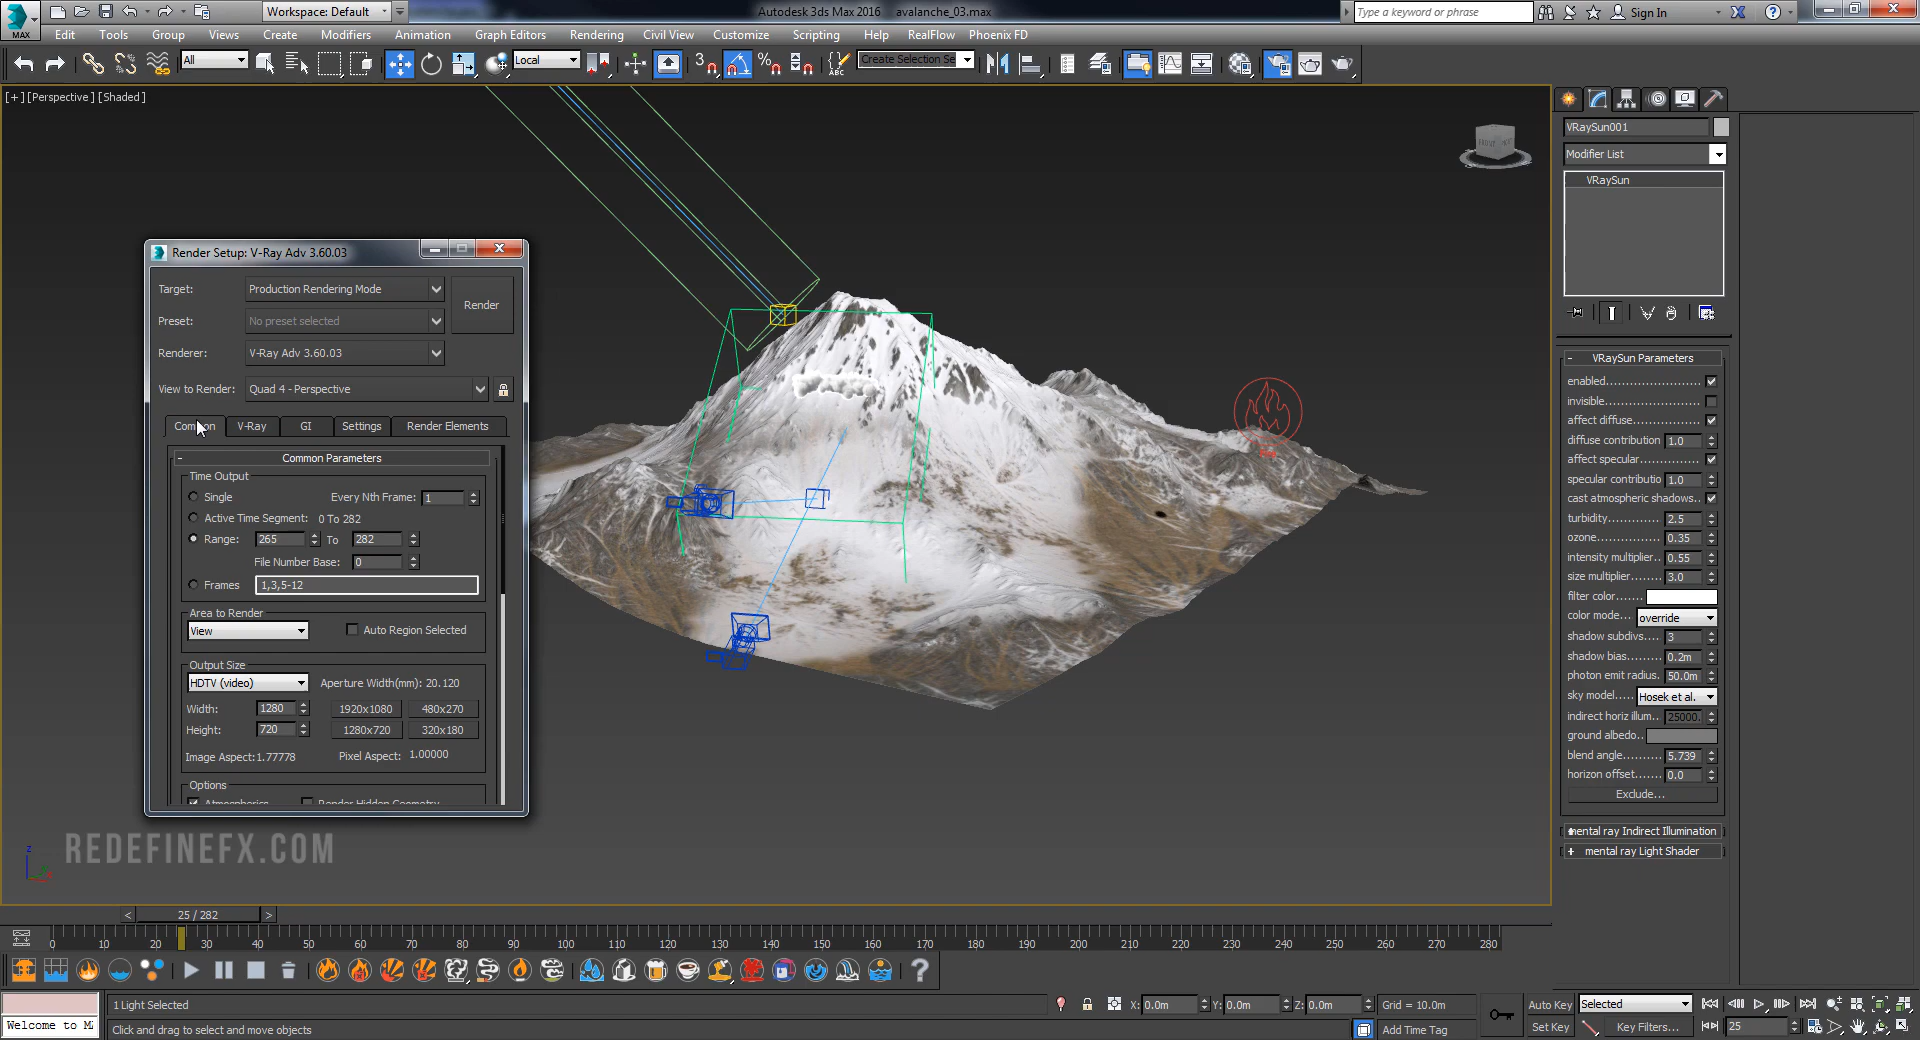 MAX
Workspace: Default
Autodesk 3ds Max 2016   avalanche_03.max
Type a keyword or phrase
Sign In
Edit Tools Group Views Create Modifiers Animation Graph Editors Rendering Civil View Customize Scripting Help RealFlow Phoenix FD
All
Local
3
ABC
Create Selection Se
[+] [Perspective] [Shaded]
VRaySun001
Modifier List
VRaySun
Render Setup: V-Ray Adv 3.60.03
Target: Production Rendering Mode
Render
Preset: No preset selected
Renderer: V-Ray Adv 3.60.03
View to Render: Quad 4 - Perspective
Common V-Ray GI Settings Render Elements
- Common Parameters
Time Output
Single Every Nth Frame: 1
Active Time Segment: 0 To 282
Range: 265 To 282
File Number Base: 0
Frames 1,3,5-12
Area to Render
View Auto Region Selected
Output Size
HDTV (video) Aperture Width(mm): 20.120
Width: 1280 1920x1080 480x270
Height: 720 1280x720 320x180
Image Aspect:1.77778 Pixel Aspect: 1.00000
Options
Atmospherics Render Hidden Geometry
- VRaySun Parameters
enabled
invisible
affect diffuse
diffuse contribution 1.0
affect specular
specular contributio 1.0
cast atmospheric shadows
turbidity 2.5
ozone 0.35
intensity multiplier 0.55
size multiplier 3.0
filter color
color mode override
shadow subdivs 3
shadow bias 0.2m
photon emit radius 50.0m
sky model Hosek et al.
indirect horiz illum 25000.
ground albedo
blend angle 5.739
horizon offset 0.0
Exclude...
mental ray Indirect Illumination
+ mental ray Light Shader
REDEFINEFX.COM
z
< 25 / 282 >
0 10 20 30 40 50 60 70 80 90 100 110 120 130 140 150 160 170 180 190 200 210 220 230 240 250 260 270 280
1 Light Selected
X: 0.0m Y: 0.0m Z: 0.0m Grid = 10.0m
Auto Key Selected
Welcome to M
Click and drag to select and move objects
Add Time Tag
Set Key Key Filters... 25